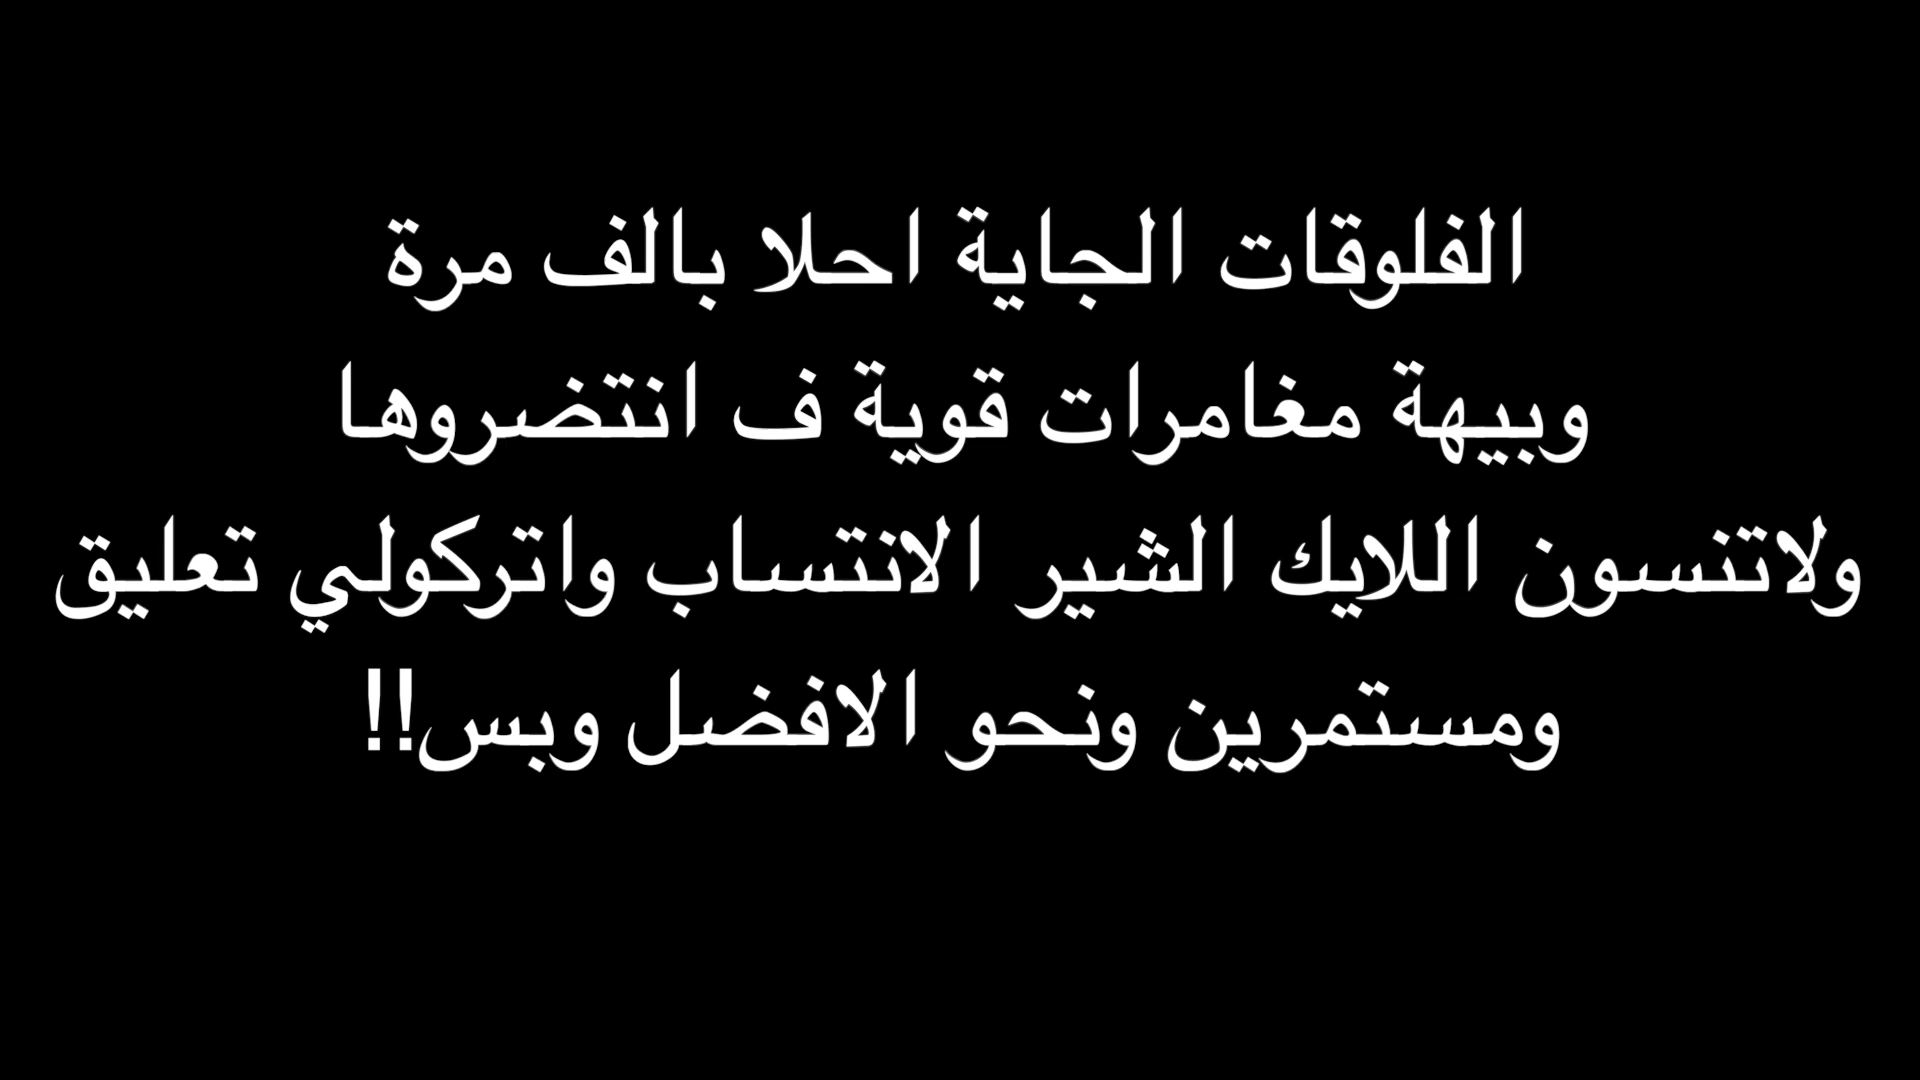 الفلوقات الجاية احلا بالف مرة
وبيهة مغامرات قوية ف انتضروها
ولاتنسون اللايك الشير الانتساب واتركولي تعليق
ومستمرين ونحو الافضل وبس!!